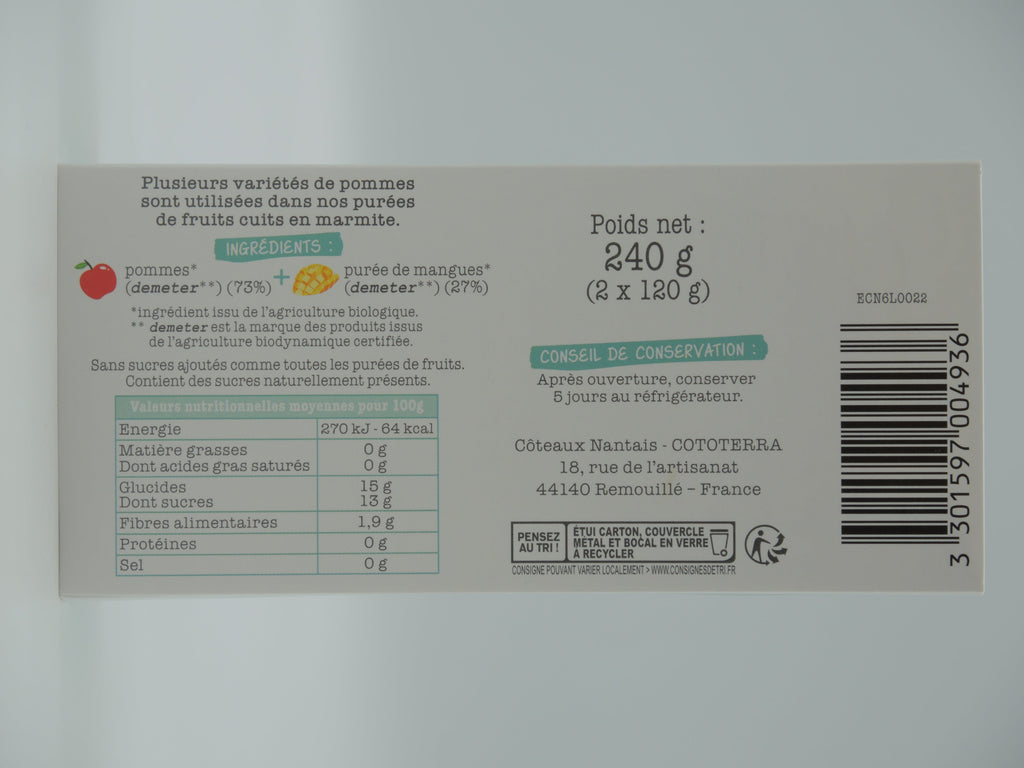 Plusieurs variétés de pommes
sont utilisées dans nos purées
de fruits cuits en marmite.
INGRÉDIENTS :
pommes*
(demeter**) (73%)
+
purée de mangues*
(demeter**) (27%)
*ingrédient issu de l'agriculture biologique.
** demeter est la marque des produits issus
de l'agriculture biodynamique certifiée.
Sans sucres ajoutés comme toutes les purées de fruits.
Contient des sucres naturellement présents.
Valeurs nutritionnelles moyennes pour 100g
Energie 270 kJ - 64 kcal
Matière grasses 0 g
Dont acides gras saturés 0 g
Glucides 15 g
Dont sucres 13 g
Fibres alimentaires 1,9 g
Protéines 0 g
Sel 0 g
Poids net :
240 g
(2 x 120 g)
CONSEIL DE CONSERVATION :
Après ouverture, conserver
5 jours au réfrigérateur.
Côteaux Nantais - COTOTERRA
18, rue de l'artisanat
44140 Remouillé – France
PENSEZ
AU TRI !
ÉTUI CARTON, COUVERCLE
MÉTAL ET BOCAL EN VERRE
À RECYCLER
CONSIGNE POUVANT VARIER LOCALEMENT > WWW.CONSIGNESDETRI.FR
ECN6L0022
3 301597 004936